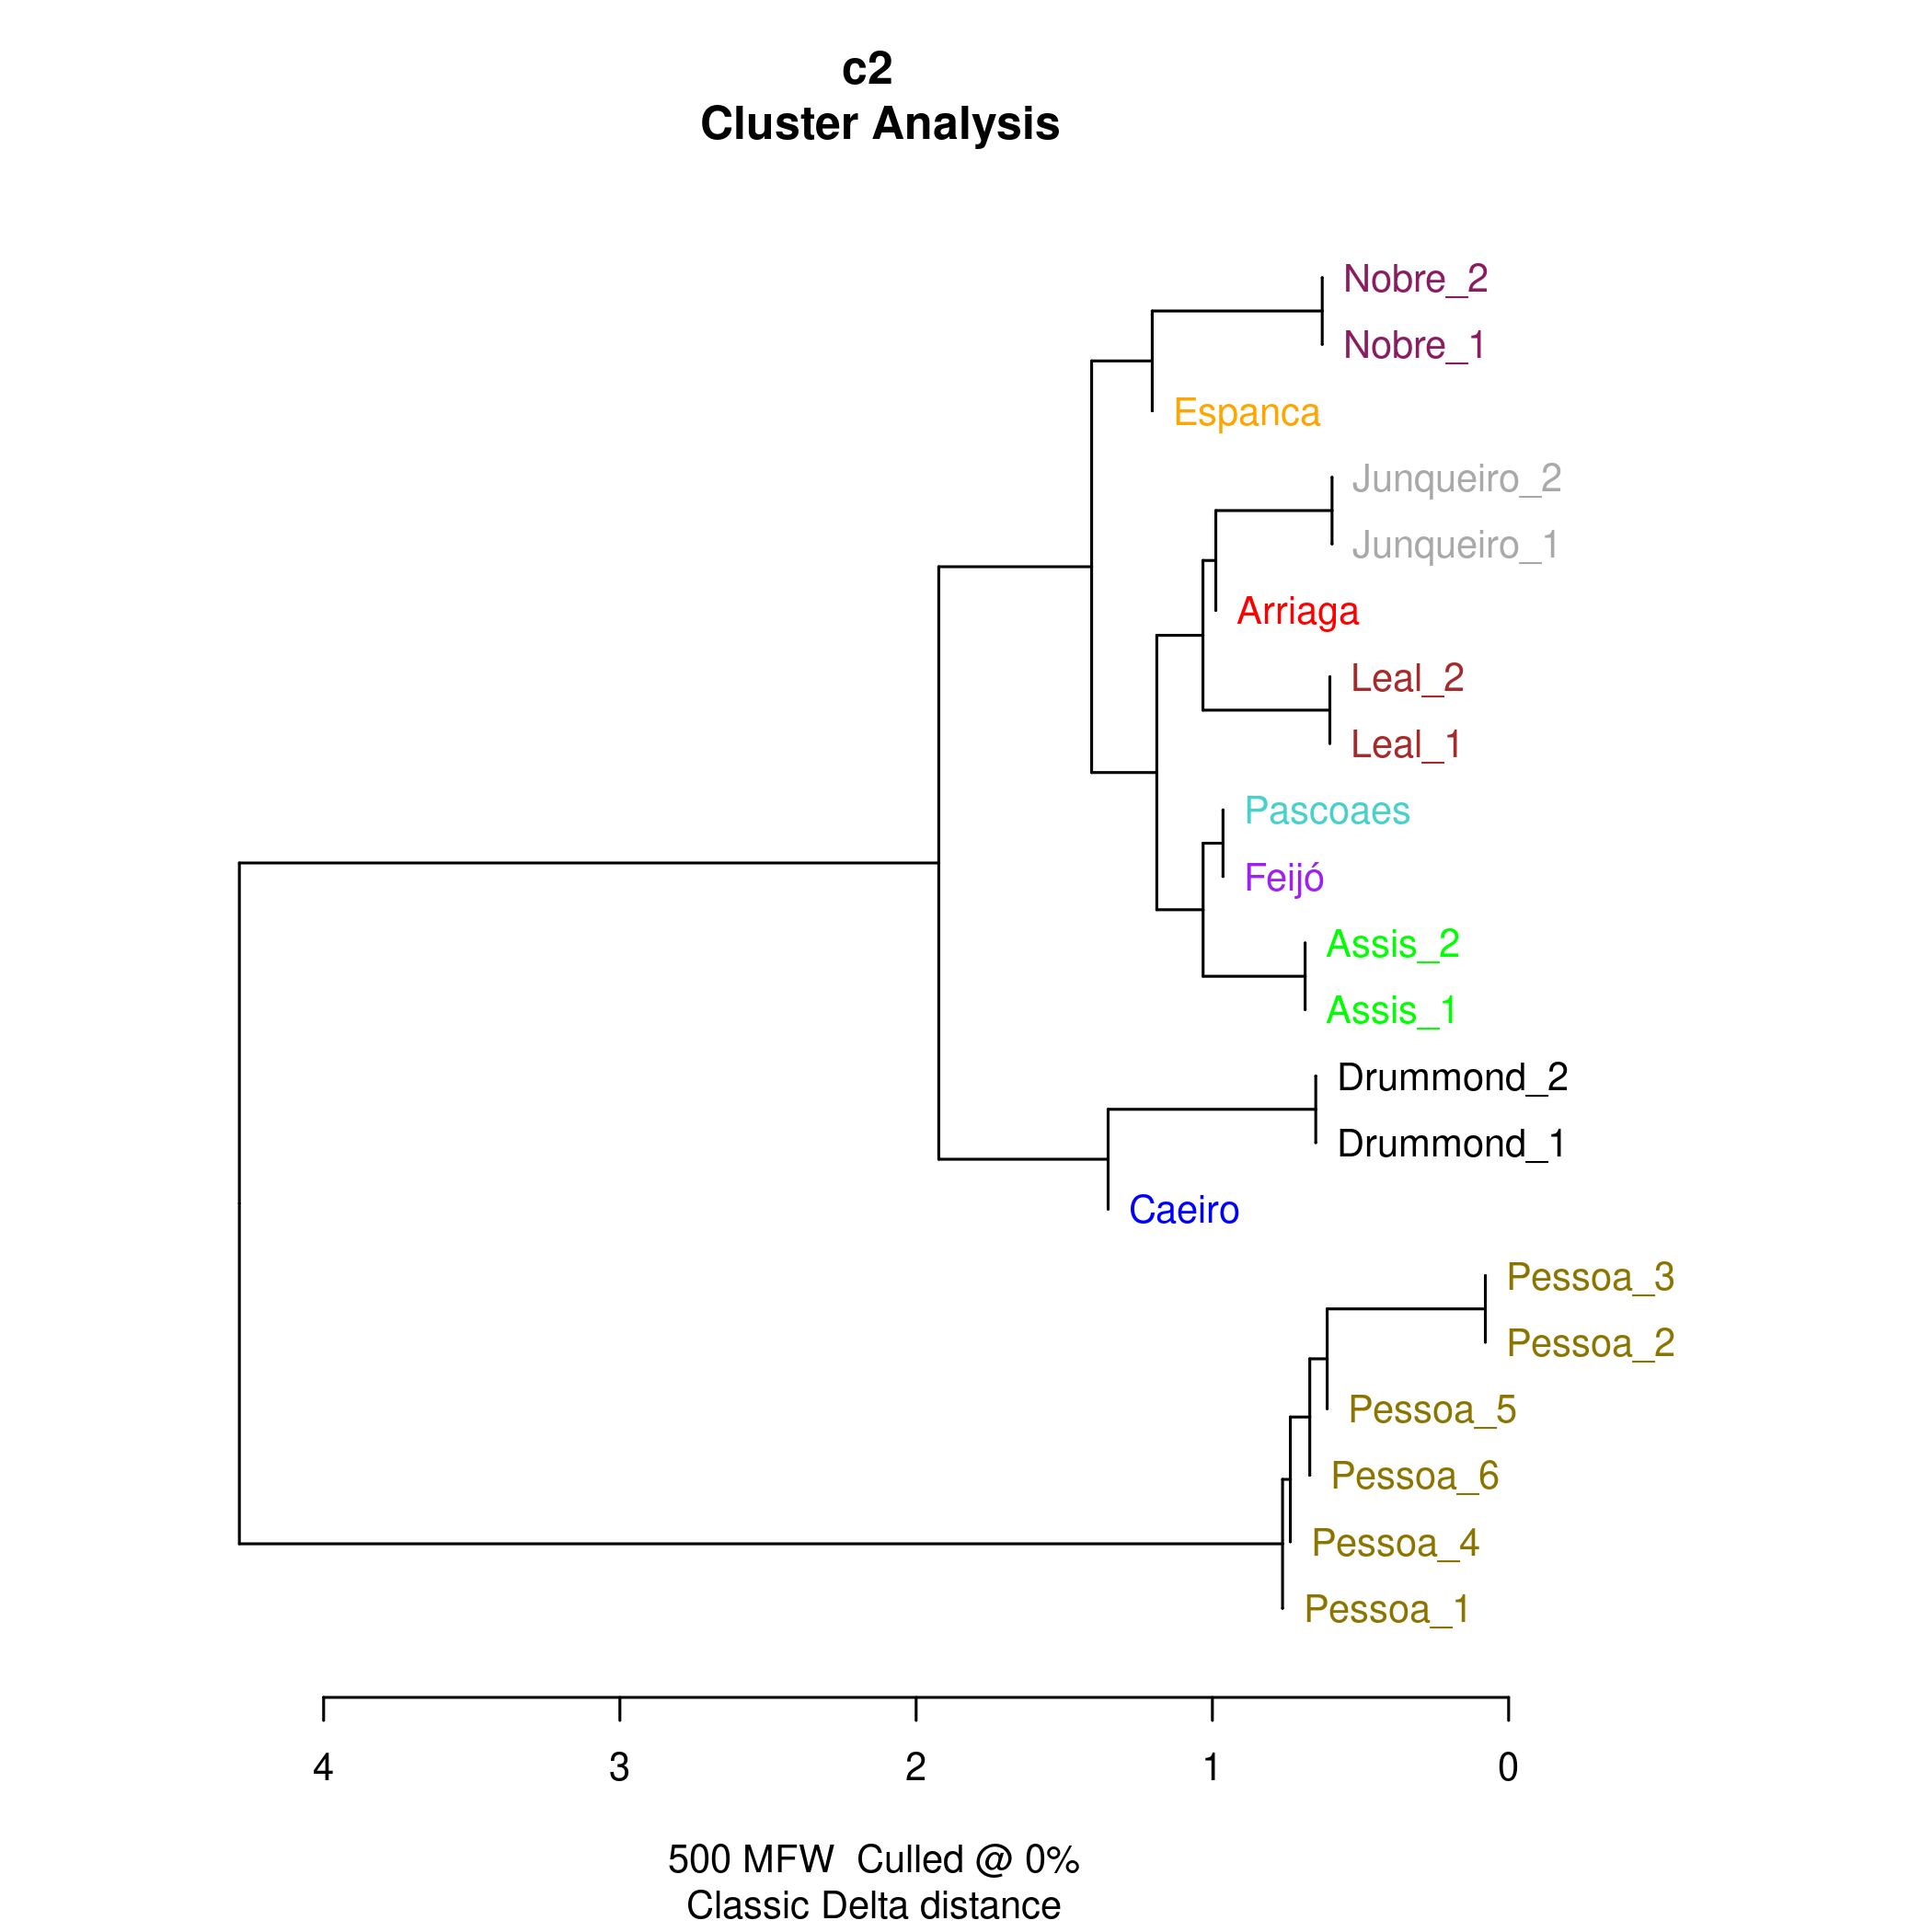 c2
Cluster Analysis
Nobre_2
Nobre_1
Espanca
Junqueiro_2
Junqueiro_1
Arriaga
Leal_2
Leal_1
Pascoaes
Feijó
Assis_2
Assis_1
Drummond_2
Drummond_1
Caeiro
Pessoa_3
Pessoa_2
Pessoa_5
Pessoa_6
Pessoa_4
Pessoa_1
4 3 2 1 0
500 MFW  Culled @ 0%
Classic Delta distance